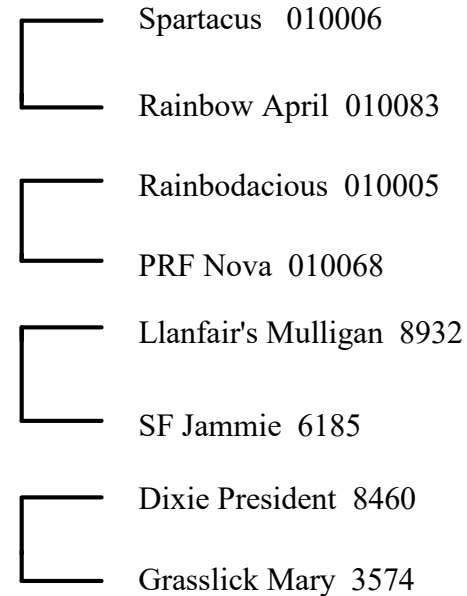 Spartacus 010006
Rainbow April 010083
Rainbodacious 010005
PRF Nova 010068
Llanfair's Mulligan 8932
SF Jammie 6185
Dixie President 8460
Grasslick Mary 3574